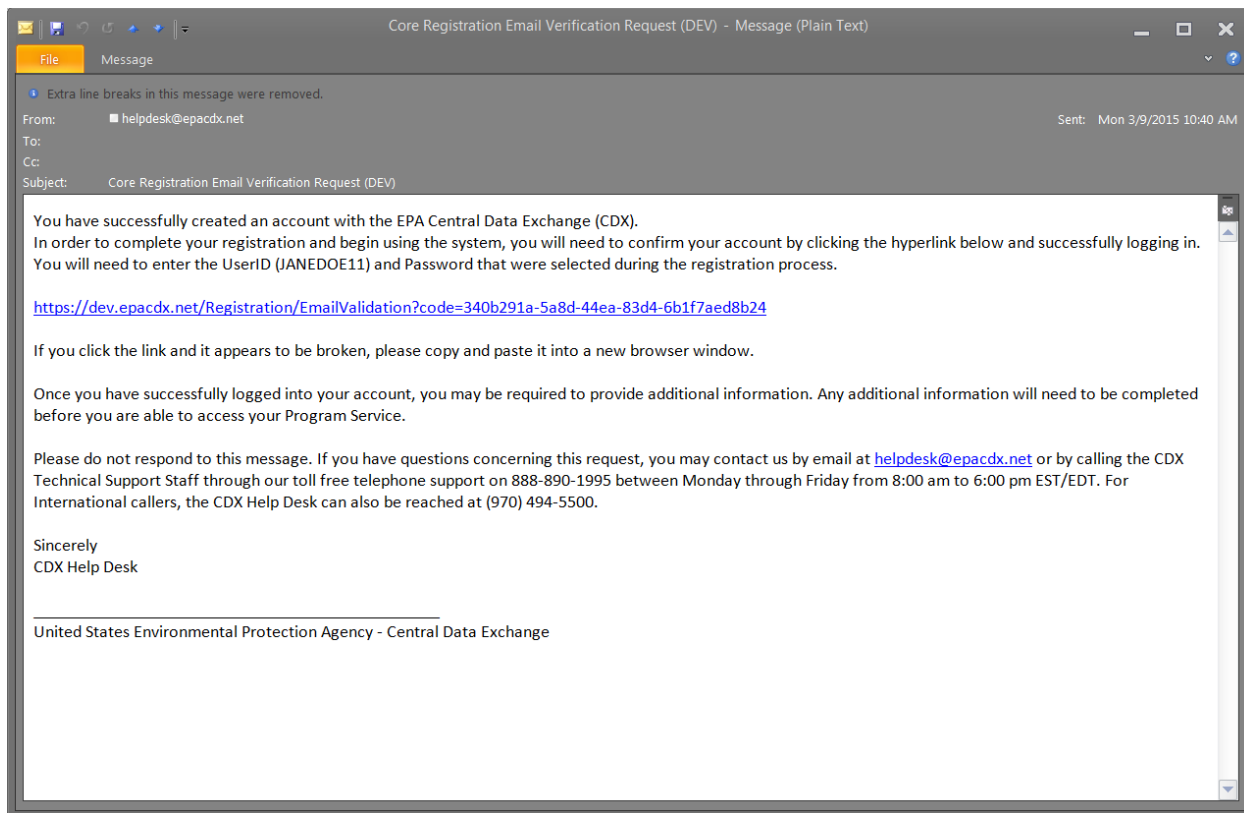 Core Registration Email Verification Request (DEV) - Message (Plain Text)
File Message
Extra line breaks in this message were removed.
From: helpdesk@epacdx.net Sent: Mon 3/9/2015 10:40 AM
To:
Cc:
Subject: Core Registration Email Verification Request (DEV)
You have successfully created an account with the EPA Central Data Exchange (CDX).
In order to complete your registration and begin using the system, you will need to confirm your account by clicking the hyperlink below and successfully logging in.
You will need to enter the UserID (JANEDOE11) and Password that were selected during the registration process.
https://dev.epacdx.net/Registration/EmailValidation?code=340b291a-5a8d-44ea-83d4-6b1f7aed8b24
If you click the link and it appears to be broken, please copy and paste it into a new browser window.
Once you have successfully logged into your account, you may be required to provide additional information. Any additional information will need to be completed
before you are able to access your Program Service.
Please do not respond to this message. If you have questions concerning this request, you may contact us by email at helpdesk@epacdx.net or by calling the CDX
Technical Support Staff through our toll free telephone support on 888-890-1995 between Monday through Friday from 8:00 am to 6:00 pm EST/EDT. For
International callers, the CDX Help Desk can also be reached at (970) 494-5500.
Sincerely
CDX Help Desk
United States Environmental Protection Agency - Central Data Exchange